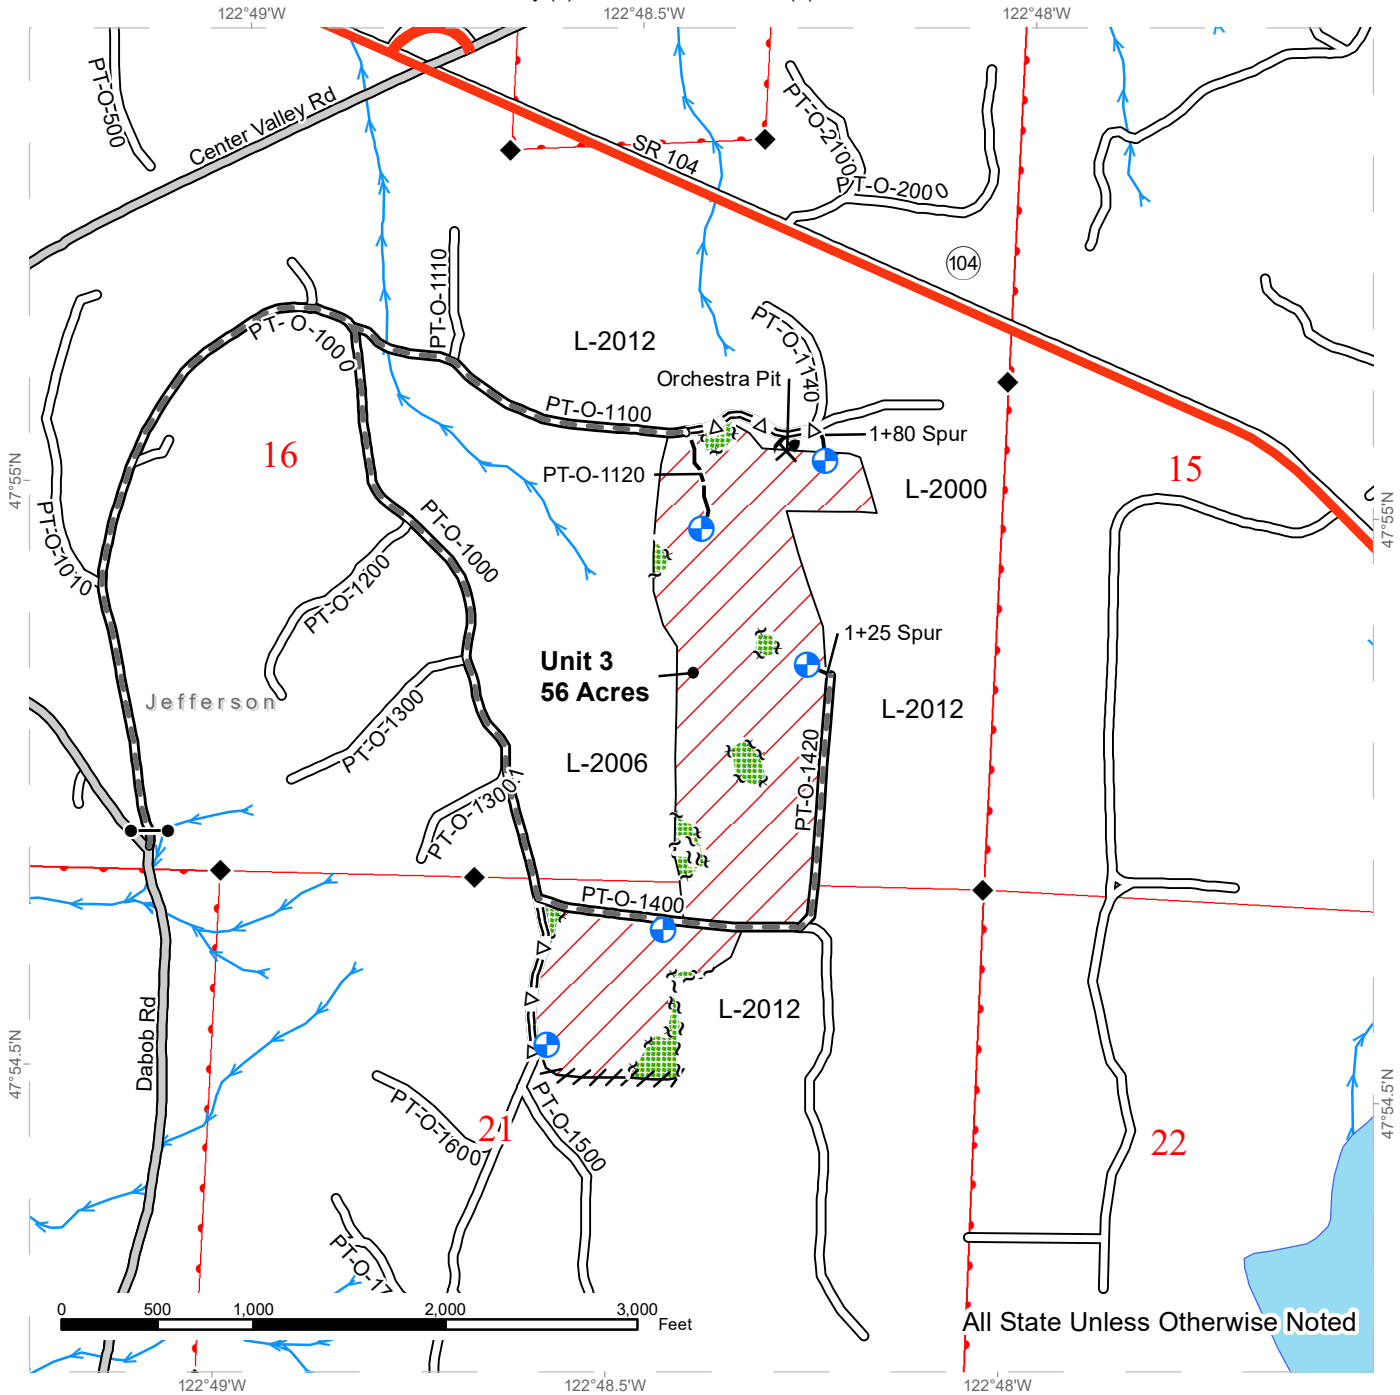 122°49'W
122°48.5'W
122°48'W
PT-O-500
Center Valley Rd
SR 104
PT-O-2100
PT-O-2000
104
PT-O-1110
PT-O-1000
L-2012
PT-O-1140
Orchestra Pit
PT-O-1100
1+80 Spur
16
15
47°55'N
PT-O-1120
L-2000
47°55'N
PT-O-1010
PT-O-1000
PT-O-1200
1+25 Spur
Unit 3
56 Acres
Jefferson
PT-O-1300
L-2012
L-2006
PT-O-1420
PT-O-1300.1
PT-O-1400
Dabob Rd
L-2012
47°54.5'N
47°54.5'N
PT-O-1600
21
PT-O-1500
22
PT-O-17
0
500
1,000
2,000
3,000
Feet
All State Unless Otherwise Noted
122°49'W
122°48.5'W
122°48'W